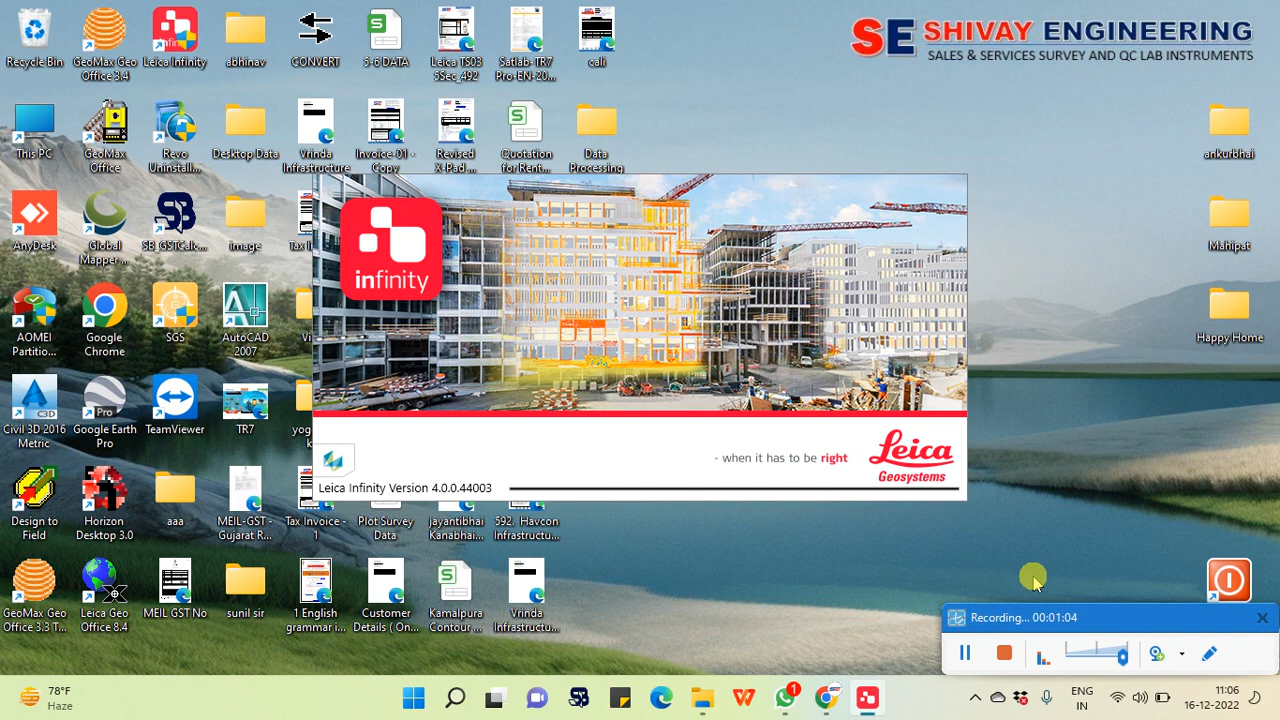 SE SHIVAY ENGINEERING
SALES & SERVICES SURVEY AND QC LAB INSTRUMENTS
Recycle Bin
GeoMax Geo
Office 3.4
Leica Infinity
abhinav
CONVERT
5-6 DATA
Leica TS03
5Sec_492
Satlab-TR7
Pro-EN-20...
cali
This PC
GeoMax
Office
Revo
Uninstall...
Desktop Data
Vrinda
Infrastructure
Invoice-01 -
Copy
Revised
X-Pad ...
Quotation
for Rent...
Data
Processing
ankurbhai
AnyDesk
Global
Mapper...
SB_GSTCalc...
image
Tax I
Mahipat
AOMEI
Partitio...
Google
Chrome
SGS
AutoCAD
2007
Vi
Happy Home
Civil 3D 2016
Metric
Google Earth
Pro
TeamViewer
TR7
yog
k
infinity
- when it has to be right
Leica
Geosystems
Leica Infinity Version 4.0.0.44003
Design to
Field
Horizon
Desktop 3.0
aaa
MEIL-GST -
Gujarat R...
Tax Invoice -
1
Plot Survey
Data
jayantibhai
Kanabhai...
592. Havcon
Infrastructu...
GeoMax Geo
Office 3.3 T...
Leica Geo
Office 8.4
MEIL GST No
sunil sir
1 English
grammar i...
Customer
Details ( On...
Kamalpura
Contour ...
Vrinda
Infrastructu...
Recording... 00:01:04
78°F
Haze
1
ENG
IN
11:06
16-12-2022